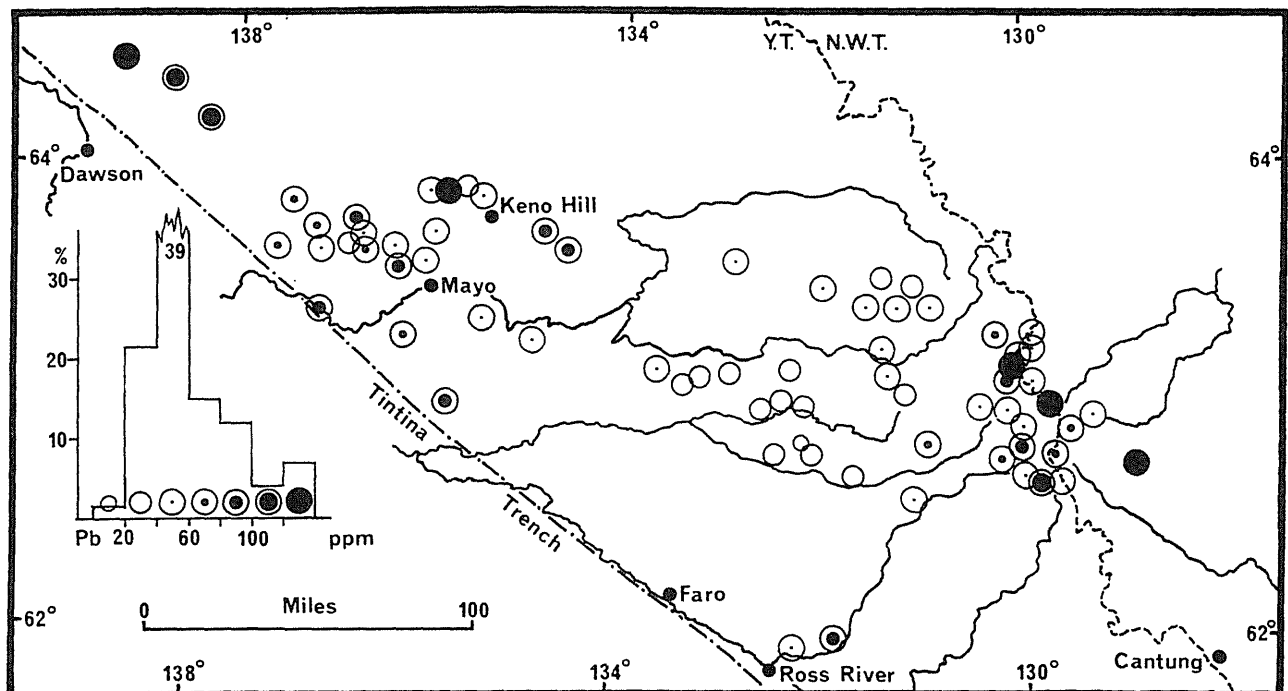 138° 134° 130°
Y.T. N.W.T.
64° 64°
Dawson
Keno Hill
39
%
30
Mayo
20
Tintina
10
Trench
Pb 20 60 100 ppm
Faro
0 Miles 100
62° 62°
138° 134° 130°
Ross River
Cantung